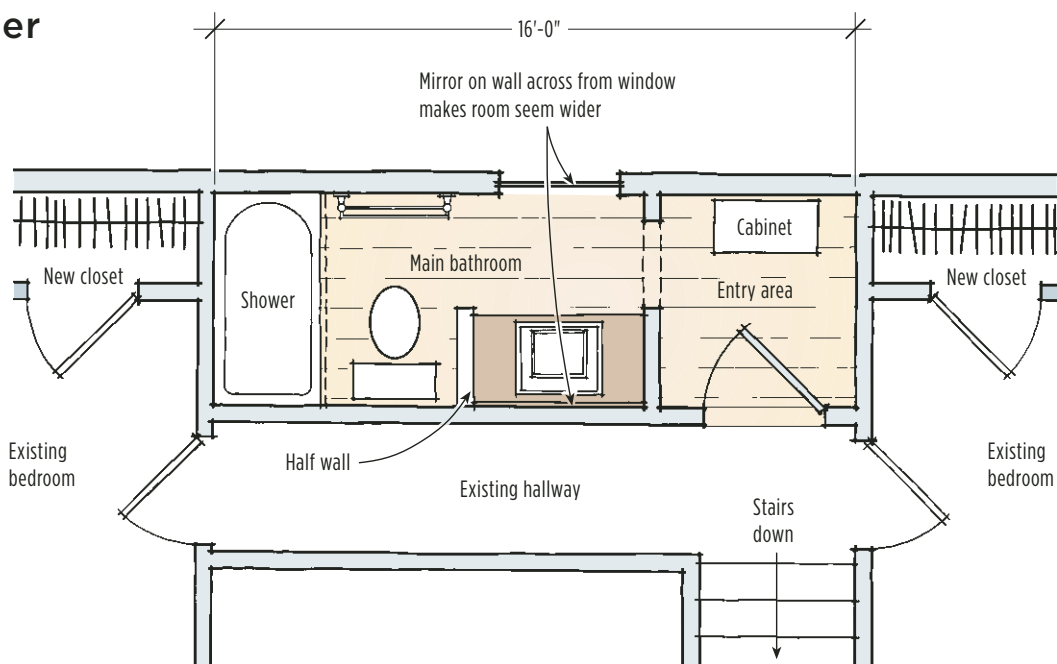 er
16'-0"
Mirror on wall across from window
makes room seem wider
Cabinet
New closet
Main bathroom
New closet
Shower
Entry area
Existing
bedroom
Half wall
Existing hallway
Existing
bedroom
Stairs
down